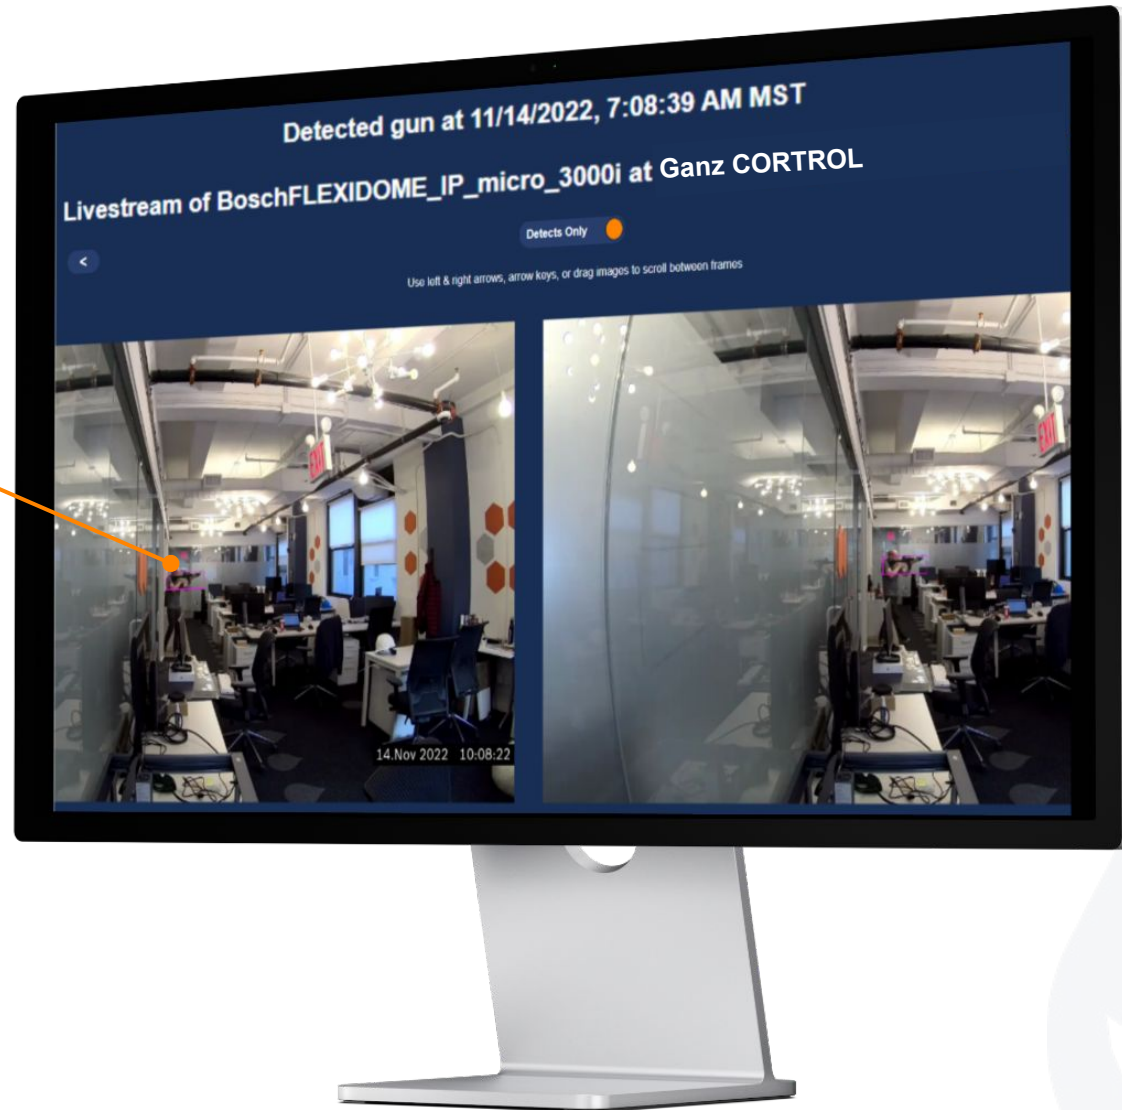 Detected gun at 11/14/2022, 7:08:39 AM MST
Livestream of BoschFLEXIDOME_IP_micro_3000i at Ganz CORTROL
Detects Only
<
Use left & right arrows, arrow keys, or drag images to scroll between frames
EXIT
EXIT
14.Nov 2022 10:08:22